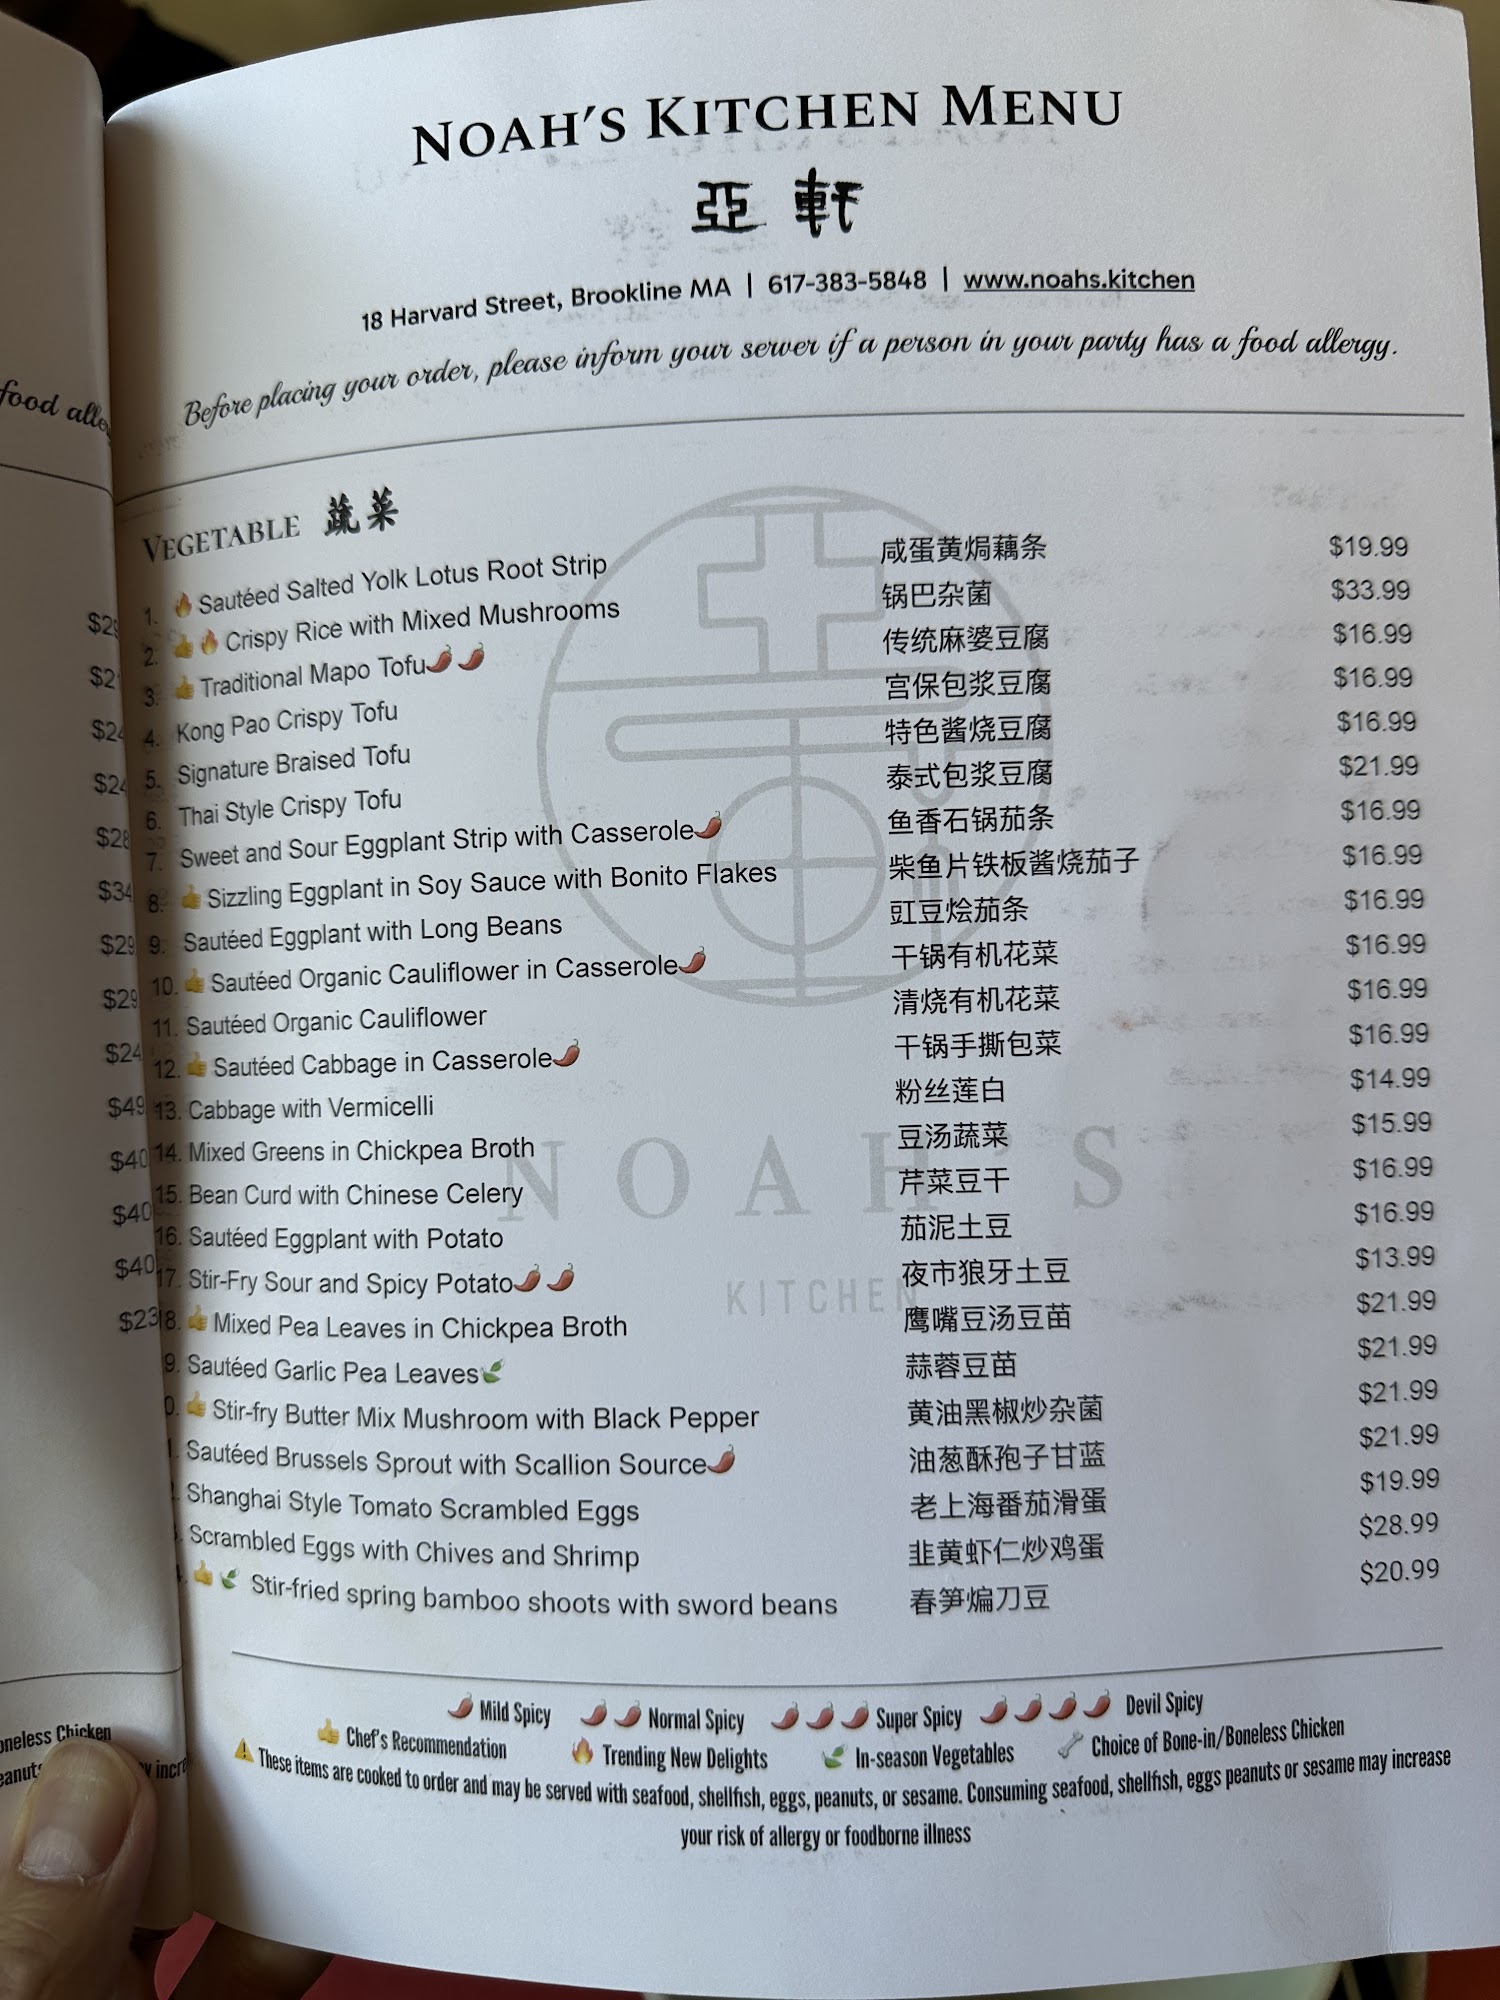 NOAH'S KITCHEN MENU
亞軒
18 Harvard Street, Brookline MA | 617-383-5848 | www.noahs.kitchen
Before placing your order, please inform your server if a person in your party has a food allergy.
VEGETABLE 蔬菜
1. Sautéed Salted Yolk Lotus Root Strip 咸蛋黄焗藕条 $19.99
2. Crispy Rice with Mixed Mushrooms 锅巴杂菌 $33.99
3. Traditional Mapo Tofu 传统麻婆豆腐 $16.99
4. Kong Pao Crispy Tofu 宫保包浆豆腐 $16.99
5. Signature Braised Tofu 特色酱烧豆腐 $16.99
6. Thai Style Crispy Tofu 泰式包浆豆腐 $21.99
7. Sweet and Sour Eggplant Strip with Casserole 鱼香石锅茄条 $16.99
8. Sizzling Eggplant in Soy Sauce with Bonito Flakes 柴鱼片铁板酱烧茄子 $16.99
9. Sautéed Eggplant with Long Beans 豇豆烩茄条 $16.99
10. Sautéed Organic Cauliflower in Casserole 干锅有机花菜 $16.99
11. Sautéed Organic Cauliflower 清烧有机花菜 $16.99
12. Sautéed Cabbage in Casserole 干锅手撕包菜 $16.99
13. Cabbage with Vermicelli 粉丝莲白 $14.99
14. Mixed Greens in Chickpea Broth 豆汤蔬菜 $15.99
15. Bean Curd with Chinese Celery 芹菜豆干 $16.99
16. Sautéed Eggplant with Potato 茄泥土豆 $16.99
17. Stir-Fry Sour and Spicy Potato 夜市狼牙土豆 $13.99
8. Mixed Pea Leaves in Chickpea Broth 鹰嘴豆汤豆苗 $21.99
9. Sautéed Garlic Pea Leaves 蒜蓉豆苗 $21.99
0. Stir-fry Butter Mix Mushroom with Black Pepper 黄油黑椒炒杂菌 $21.99
Sautéed Brussels Sprout with Scallion Source 油葱酥孢子甘蓝 $21.99
Shanghai Style Tomato Scrambled Eggs 老上海番茄滑蛋 $19.99
Scrambled Eggs with Chives and Shrimp 韭黄虾仁炒鸡蛋 $28.99
Stir-fried spring bamboo shoots with sword beans 春笋煸刀豆 $20.99
NOAH'S
KITCHEN
Mild Spicy Normal Spicy Super Spicy Devil Spicy
Chef's Recommendation Trending New Delights In-season Vegetables Choice of Bone-in/Boneless Chicken
These items are cooked to order and may be served with seafood, shellfish, eggs, peanuts, or sesame. Consuming seafood, shellfish, eggs peanuts or sesame may increase
your risk of allergy or foodborne illness
food
$24
$28
$34
$29
$29
$24
$49
$40
$40
$40
$23
Chicken